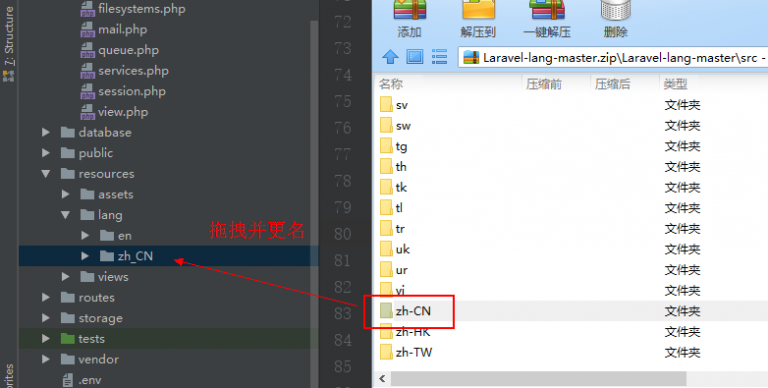 7: Structure
filesystems.php
mail.php
queue.php
services.php
session.php
view.php
database
public
resources
assets
lang
en
zh_CN
views
routes
storage
tests
vendor
.env
72
73
74
75
76
77
78
79
80
81
82
83
84
85
拖拽并更名
添加
解压到
一键解压
删除
Laravel-lang-master.zip\Laravel-lang-master\src -
名称 压缩前 压缩后 类型
sv 文件夹
sw 文件夹
tg 文件夹
th 文件夹
tk 文件夹
tl 文件夹
tr 文件夹
uk 文件夹
ur 文件夹
vi 文件夹
zh-CN 文件夹
zh-HK 文件夹
zh-TW 文件夹